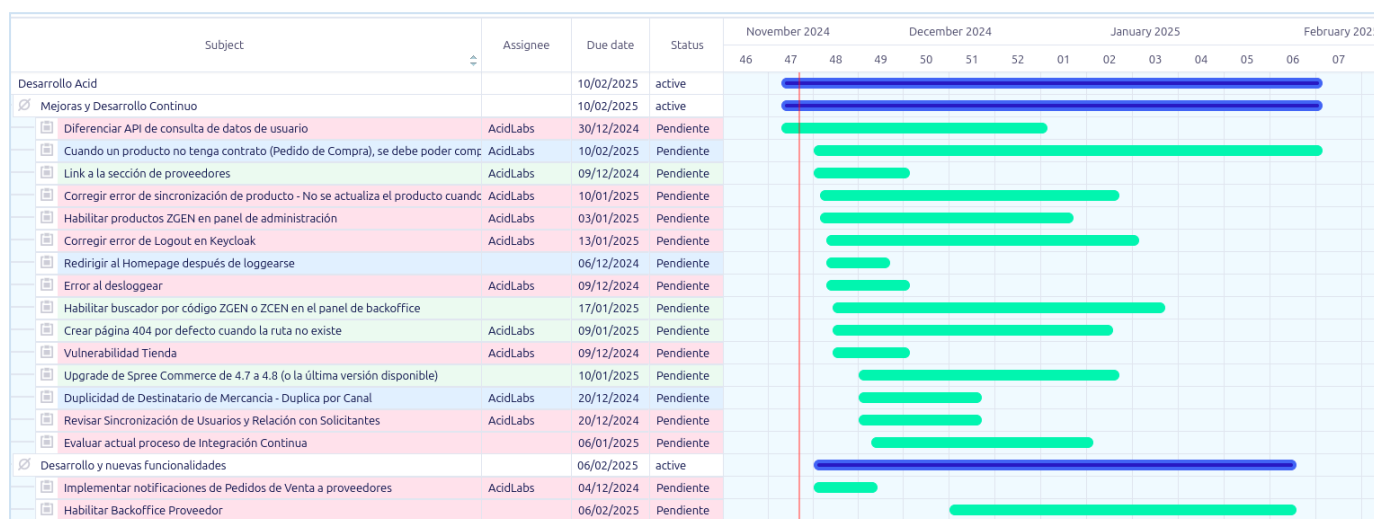 November 2024 December 2024 January 2025 February 202
Subject Assignee Due date Status
46 47 48 49 50 51 52 01 02 03 04 05 06 07
Desarrollo Acid 10/02/2025 active
Mejoras y Desarrollo Continuo 10/02/2025 active
Diferenciar API de consulta de datos de usuario AcidLabs 30/12/2024 Pendiente
Cuando un producto no tenga contrato (Pedido de Compra), se debe poder comp AcidLabs 10/02/2025 Pendiente
Link a la sección de proveedores AcidLabs 09/12/2024 Pendiente
Corregir error de sincronización de producto - No se actualiza el producto cuando AcidLabs 10/01/2025 Pendiente
Habilitar productos ZGEN en panel de administración AcidLabs 03/01/2025 Pendiente
Corregir error de Logout en Keycloak AcidLabs 13/01/2025 Pendiente
Redirigir al Homepage después de loggearse 06/12/2024 Pendiente
Error al desloggear AcidLabs 09/12/2024 Pendiente
Habilitar buscador por código ZGEN o ZCEN en el panel de backoffice 17/01/2025 Pendiente
Crear página 404 por defecto cuando la ruta no existe AcidLabs 09/01/2025 Pendiente
Vulnerabilidad Tienda AcidLabs 09/12/2024 Pendiente
Upgrade de Spree Commerce de 4.7 a 4.8 (o la última versión disponible) 10/01/2025 Pendiente
Duplicidad de Destinatario de Mercancia - Duplica por Canal AcidLabs 20/12/2024 Pendiente
Revisar Sincronización de Usuarios y Relación con Solicitantes AcidLabs 20/12/2024 Pendiente
Evaluar actual proceso de Integración Continua 06/01/2025 Pendiente
Desarrollo y nuevas funcionalidades 06/02/2025 active
Implementar notificaciones de Pedidos de Venta a proveedores AcidLabs 04/12/2024 Pendiente
Habilitar Backoffice Proveedor 06/02/2025 Pendiente